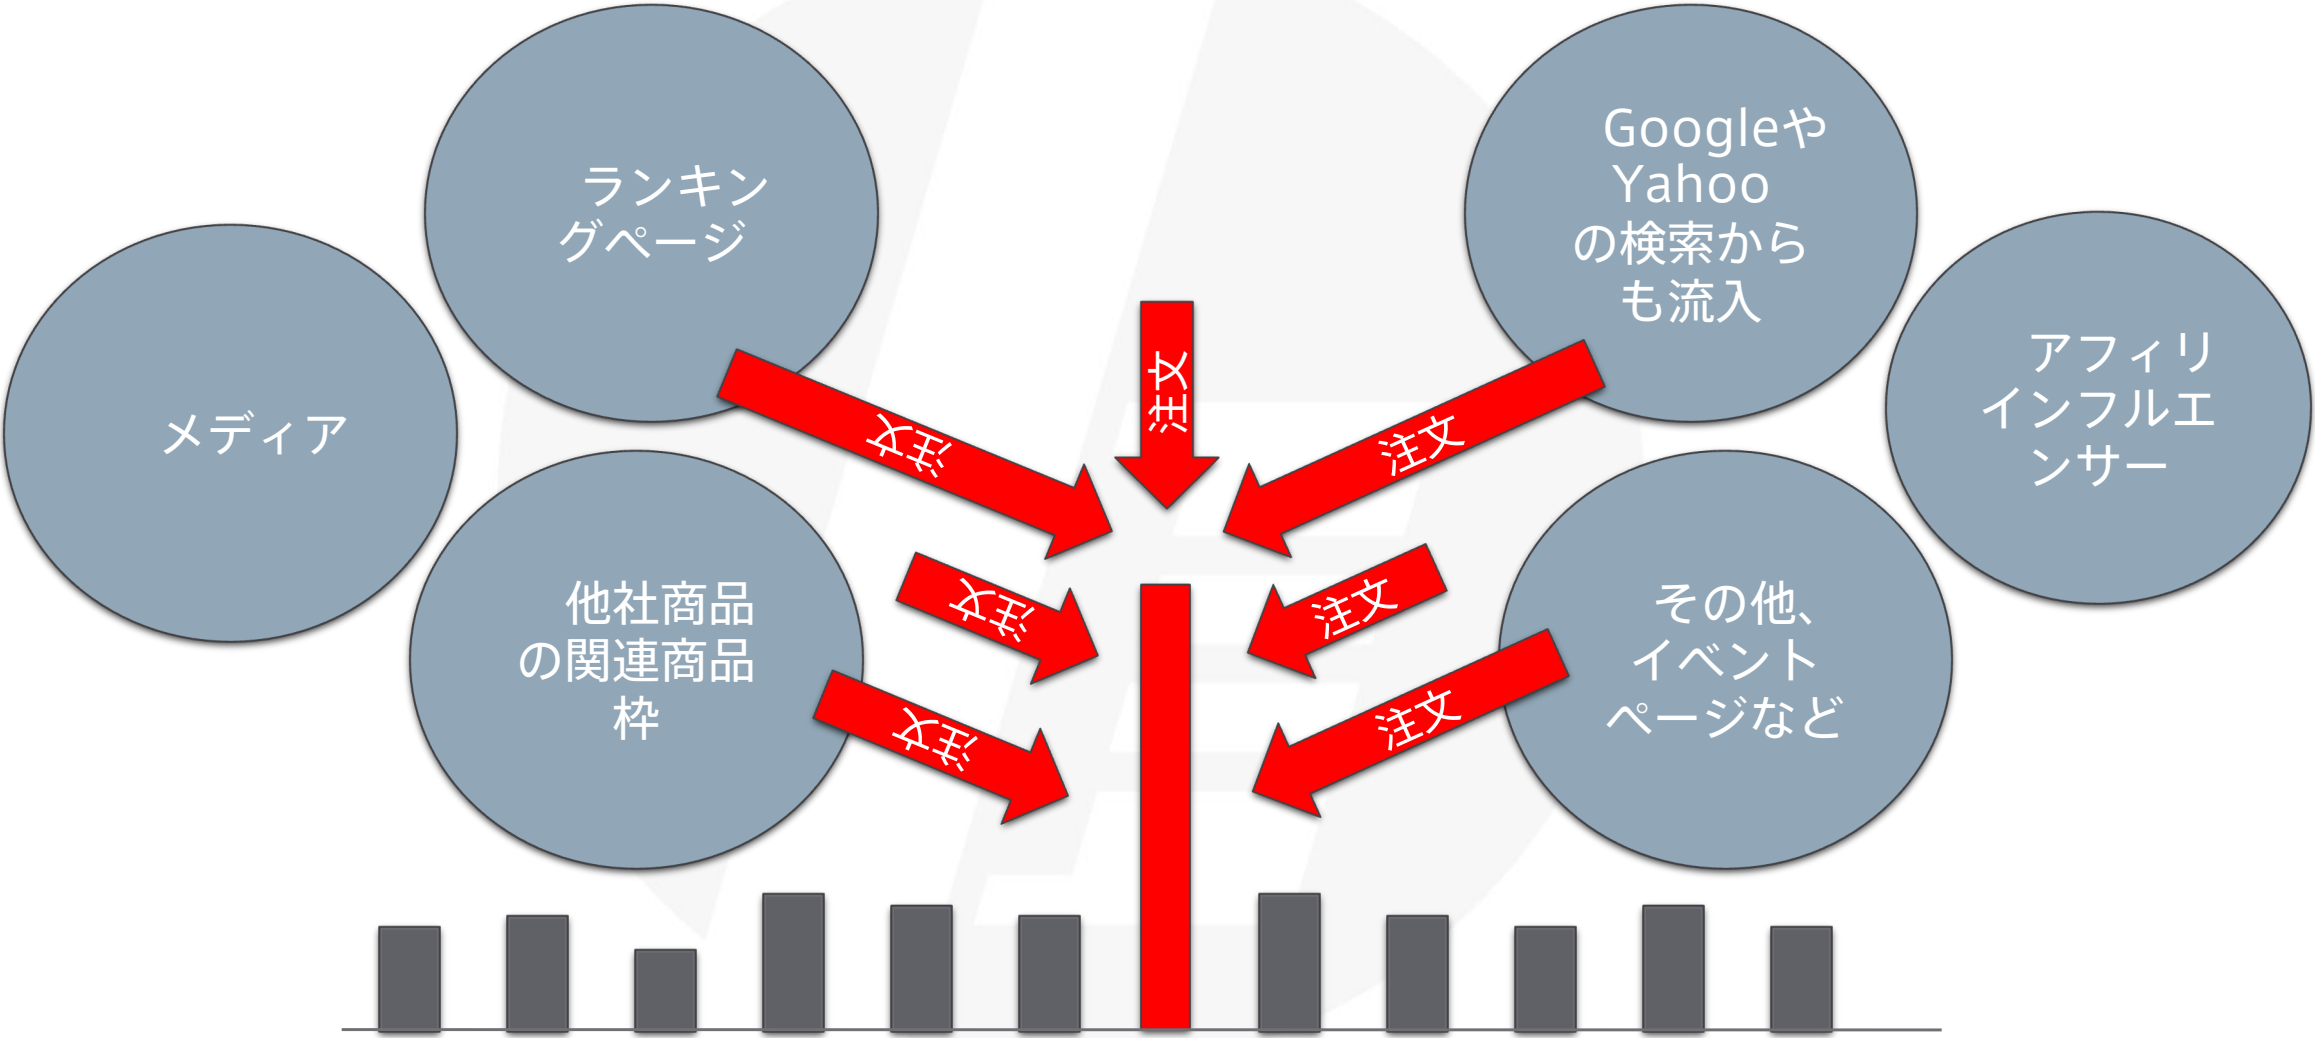 ランキン
グページ
Googleや
Yahoo
の検索から
も流入
メディア
アフィリ
インフルエ
ンサー
注文
注文
注文
他社商品
の関連商品
枠
その他、
イベント
ページなど
注文
注文
注文
注文